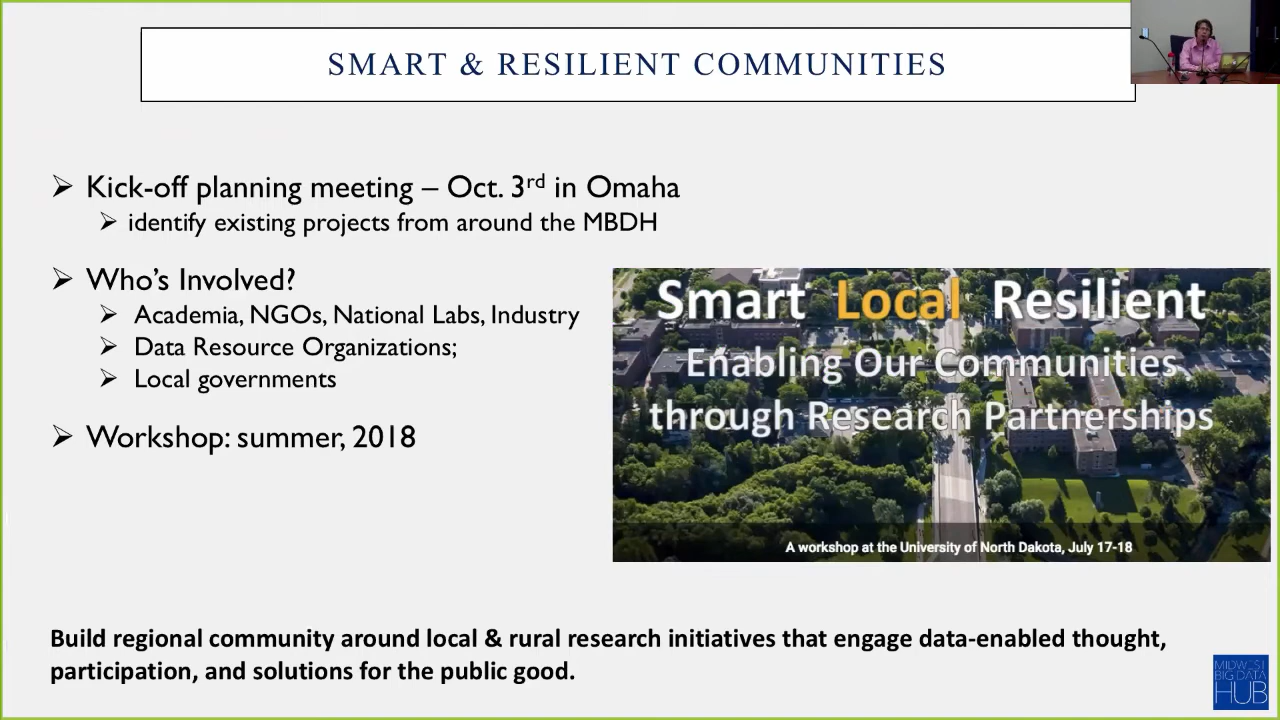 SMART & RESILIENT COMMUNITIES
➢ Kick-off planning meeting – Oct. 3rd in Omaha
➢ identify existing projects from around the MBDH
➢ Who's Involved?
➢ Academia, NGOs, National Labs, Industry
➢ Data Resource Organizations;
➢ Local governments
➢ Workshop: summer, 2018
Smart Local Resilient
Enabling Our Communities
through Research Partnerships
A workshop at the University of North Dakota, July 17-18
Build regional community around local & rural research initiatives that engage data-enabled thought,
participation, and solutions for the public good.
MIDWEST
BIG DATA
HUB